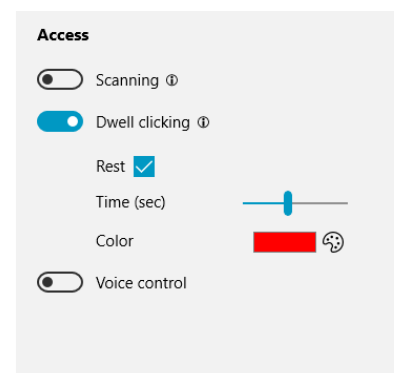 Access
Scanning
Dwell clicking
Rest
Time (sec)
Color
Voice control